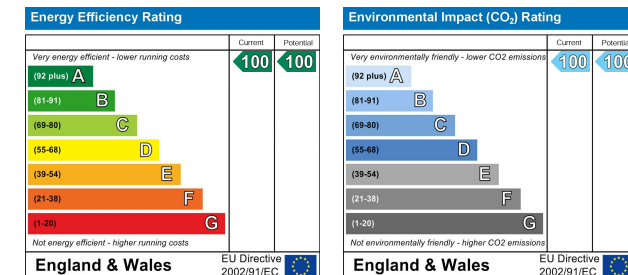 Energy Efficiency Rating
Current Potential
Very energy efficient - lower running costs
100 100
(92 plus) A
(81-91) B
(69-80) C
(55-68) D
(39-54) E
(21-38) F
(1-20) G
Not energy efficient - higher running costs
England & Wales
EU Directive
2002/91/EC
Environmental Impact (CO₂) Rating
Current Potential
Very environmentally friendly - lower CO2 emissions
100 100
(92 plus) A
(81-91) B
(69-80) C
(55-68) D
(39-54) E
(21-38) F
(1-20) G
Not environmentally friendly - higher CO2 emissions
England & Wales
EU Directive
2002/91/EC